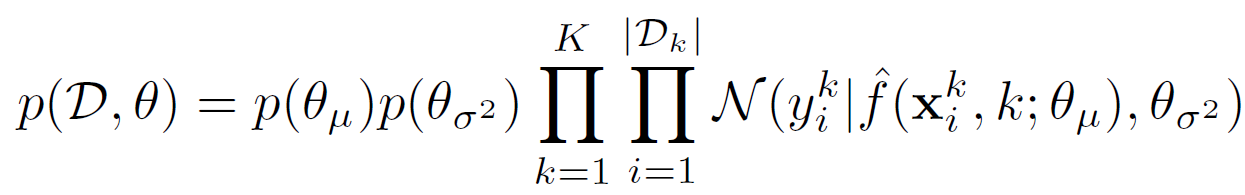 p(𝒟, θ) = p(θ_μ)p(θ_{σ²}) ∏_{k=1}^{K} ∏_{i=1}^{|𝒟_k|} 𝒩(y_i^k|f̂(𝐱_i^k, k; θ_μ), θ_{σ²})